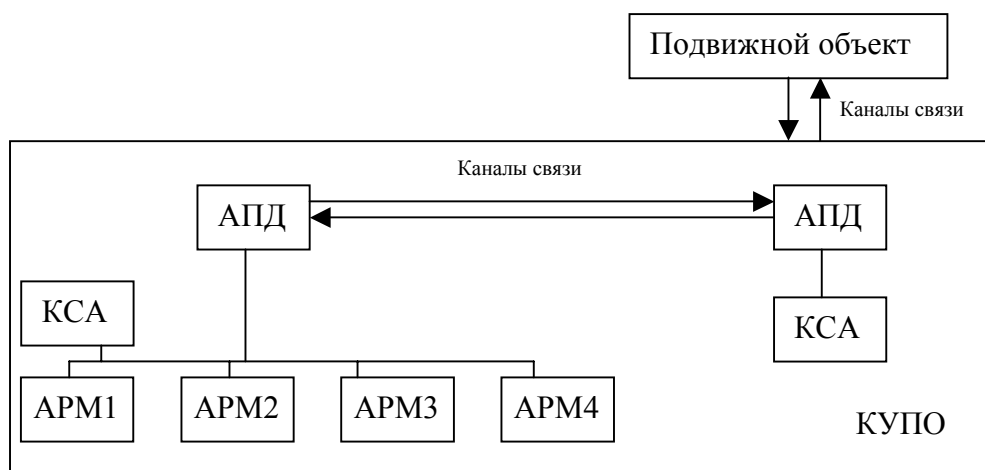 Подвижной объект
Каналы связи
Каналы связи
АПД
АПД
КСА
КСА
АРМ1
АРМ2
АРМ3
АРМ4
КУПО